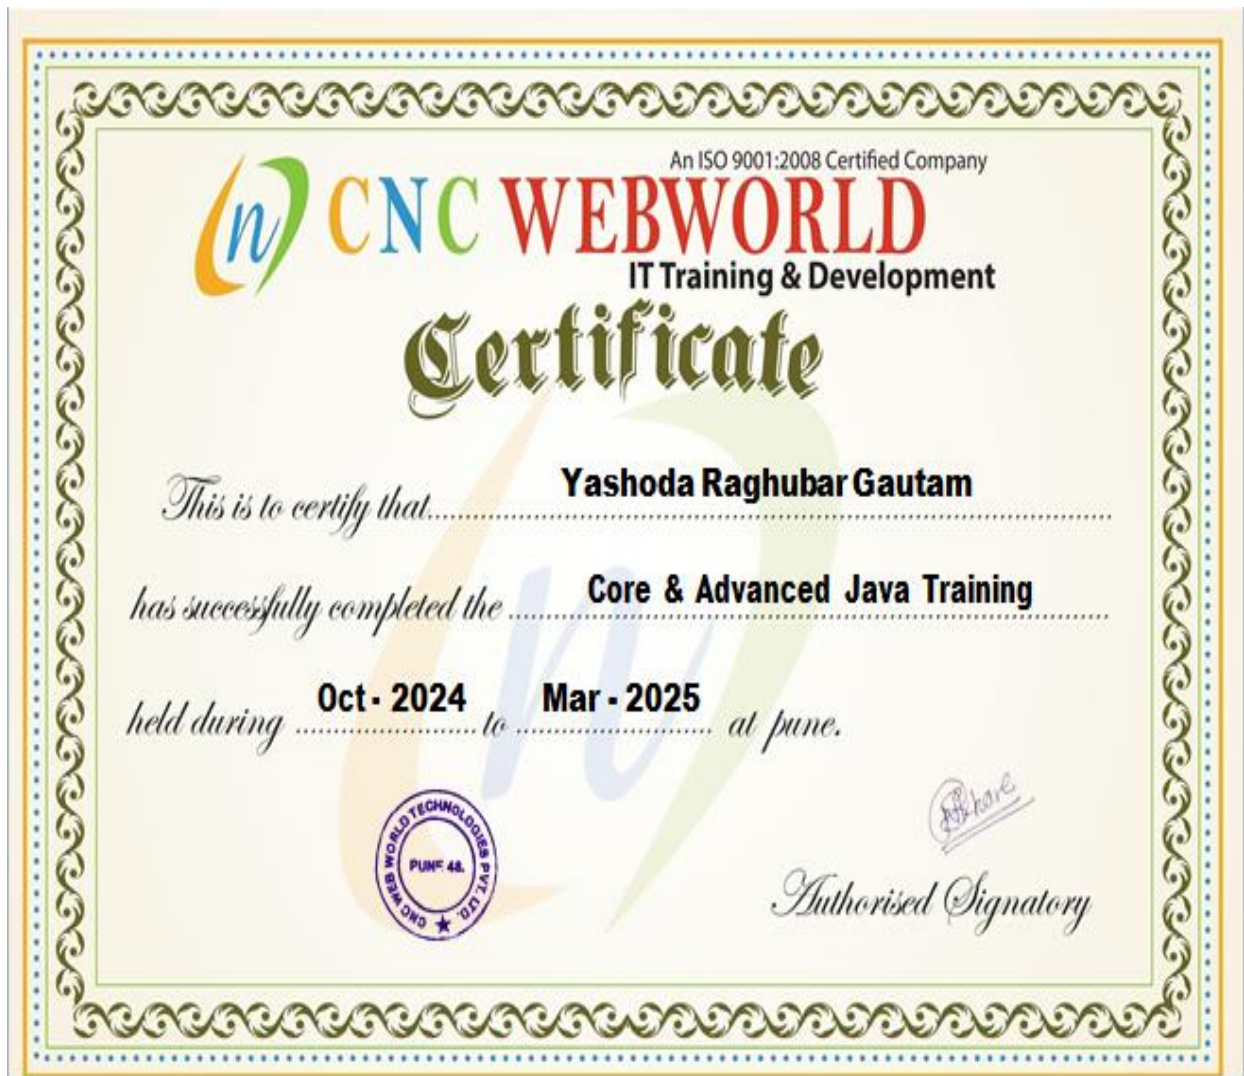 An ISO 9001:2008 Certified Company
n CNC WEBWORLD
IT Training & Development
Certificate
This is to certify that Yashoda Raghubar Gautam
has successfully completed the Core & Advanced Java Training
held during Oct - 2024 to Mar - 2025 at pune.
CNC WEB WORLD TECHNOLOGIES PVT. LTD.
PUNE 48.
Authorised Signatory